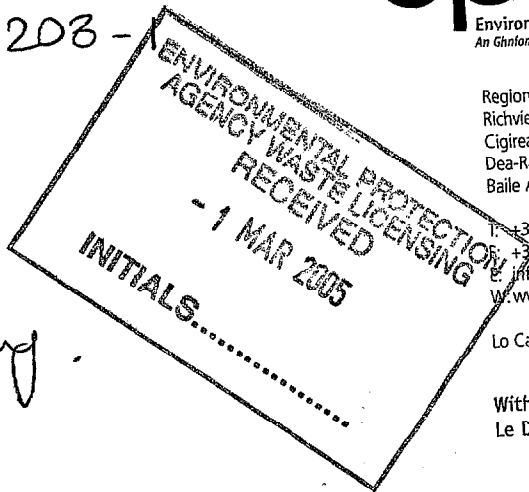 203-1
ENVIRONMENTAL PROTECTION
AGENCY WASTE LICENSING
RECEIVED
- 1 MAR 2005
INITIALS
Environ
An Ghníom
Region
Richvie
Cigirea
Dea-R
Baile A
T: +3
F: +3
E: inf
W: ww
Lo Ca
With
Le D